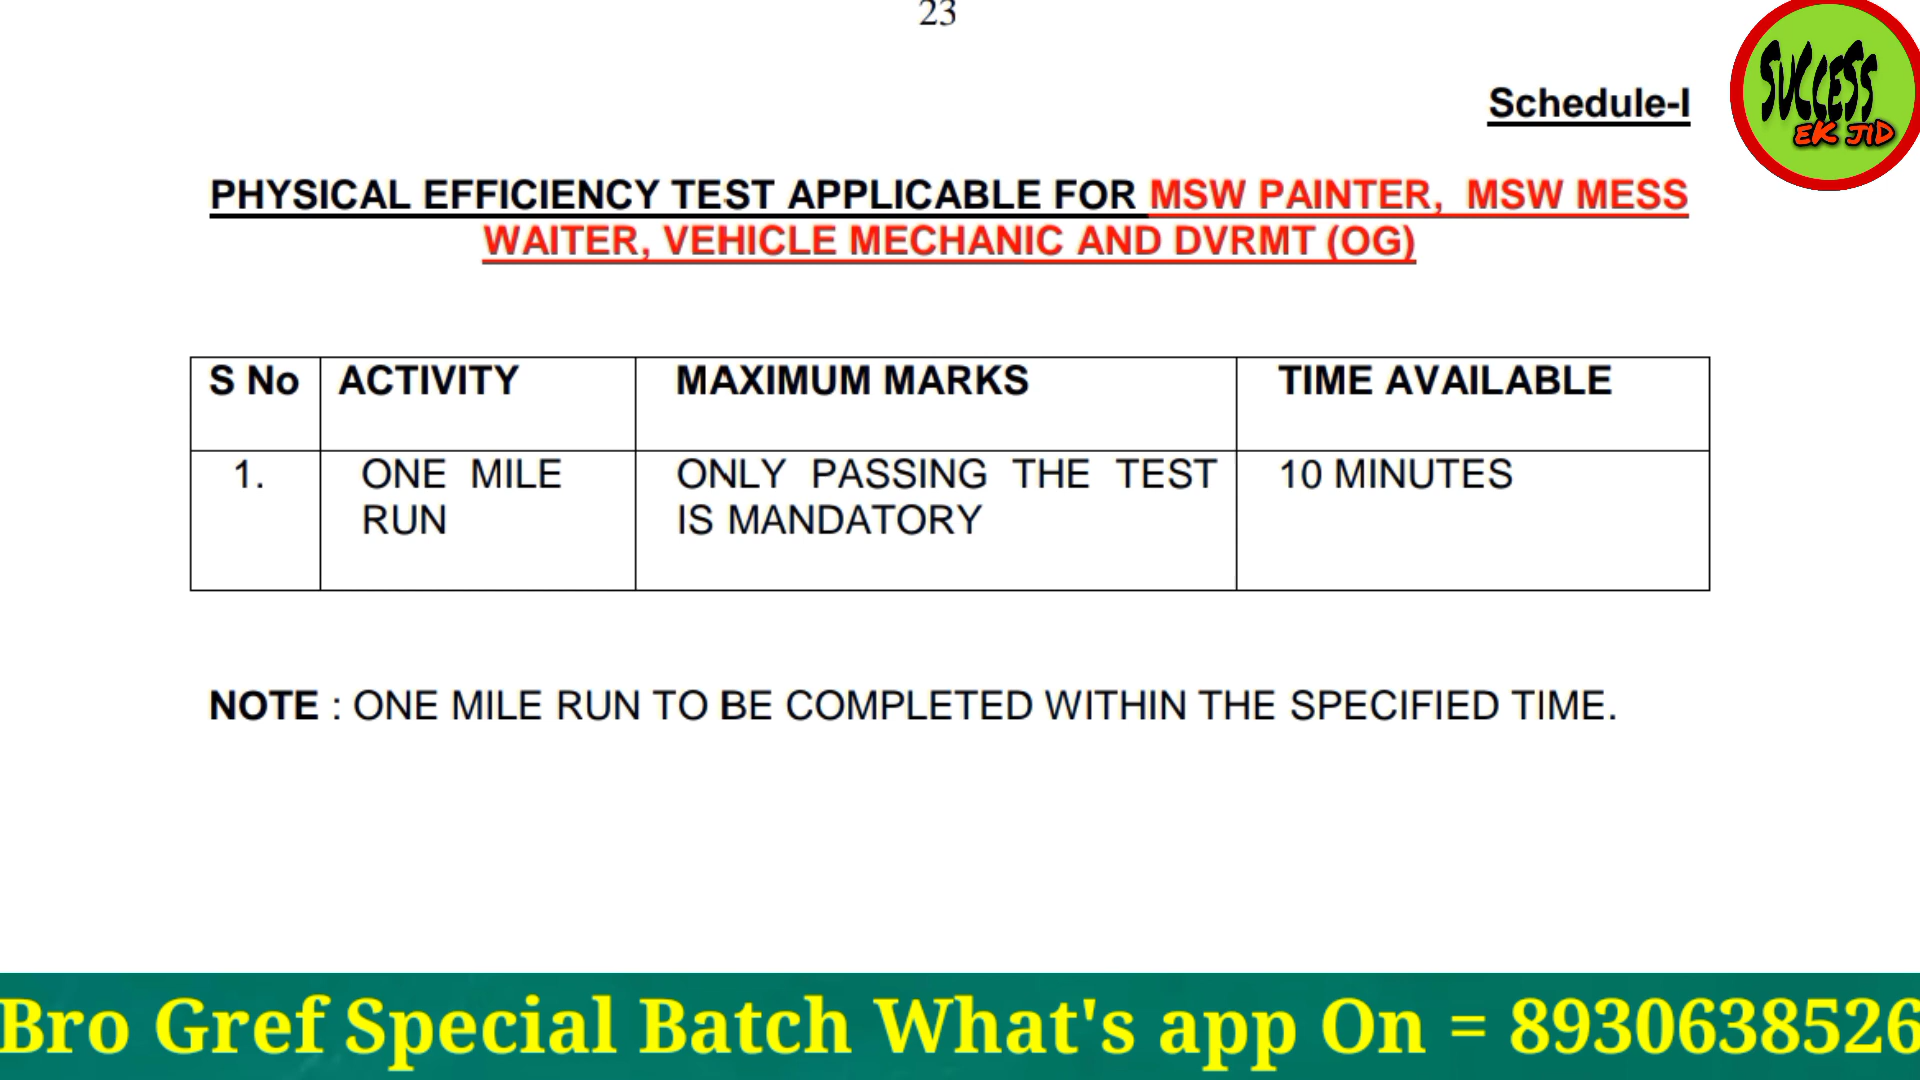 23
SUCCESS
EK JID
Schedule-I
PHYSICAL EFFICIENCY TEST APPLICABLE FOR MSW PAINTER, MSW MESS
WAITER, VEHICLE MECHANIC AND DVRMT (OG)
S No ACTIVITY MAXIMUM MARKS TIME AVAILABLE
1. ONE MILE ONLY PASSING THE TEST 10 MINUTES
RUN IS MANDATORY
NOTE : ONE MILE RUN TO BE COMPLETED WITHIN THE SPECIFIED TIME.
Bro Gref Special Batch What's app On = 8930638526